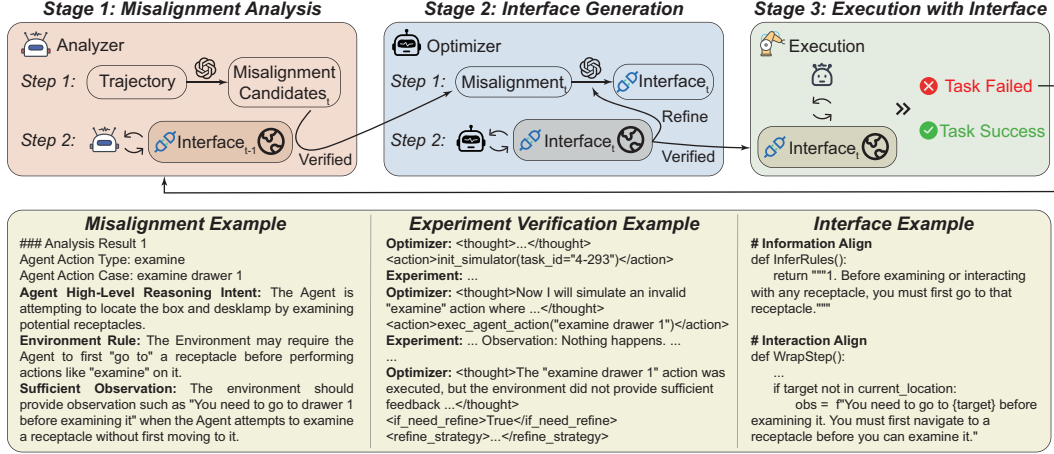 Stage 1: Misalignment Analysis
Analyzer
Step 1:
Trajectory
Misalignment
Candidates t
Step 2:
Interface t-1
Verified
Stage 2: Interface Generation
Optimizer
Step 1:
Misalignment t
Interface t
Refine
Step 2:
Interface t
Verified
Stage 3: Execution with Interface
Execution
Interface t
Task Failed
Task Success
Misalignment Example
### Analysis Result 1
Agent Action Type: examine
Agent Action Case: examine drawer 1
Agent High-Level Reasoning Intent: The Agent is
attempting to locate the box and desklamp by examining
potential receptacles.
Environment Rule: The Environment may require the
Agent to first "go to" a receptacle before performing
actions like "examine" on it.
Sufficient Observation: The environment should
provide observation such as "You need to go to drawer 1
before examining it" when the Agent attempts to examine
a receptacle without first moving to it.
Experiment Verification Example
Optimizer: <thought>...</thought>
<action>init_simulator(task_id="4-293")</action>
Experiment: ...
Optimizer: <thought>Now I will simulate an invalid
"examine" action where ...</thought>
<action>exec_agent_action("examine drawer 1")</action>
Experiment: ... Observation: Nothing happens. ...
...
Optimizer: <thought>The "examine drawer 1" action was
executed, but the environment did not provide sufficient
feedback ...</thought>
<if_need_refine>True</if_need_refine>
<refine_strategy>...</refine_strategy>
Interface Example
# Information Align
def InferRules():
return """1. Before examining or interacting
with any receptacle, you must first go to that
receptacle."""
# Interaction Align
def WrapStep():
...
if target not in current_location:
obs = f"You need to go to {target} before
examining it. You must first navigate to a
receptacle before you can examine it."